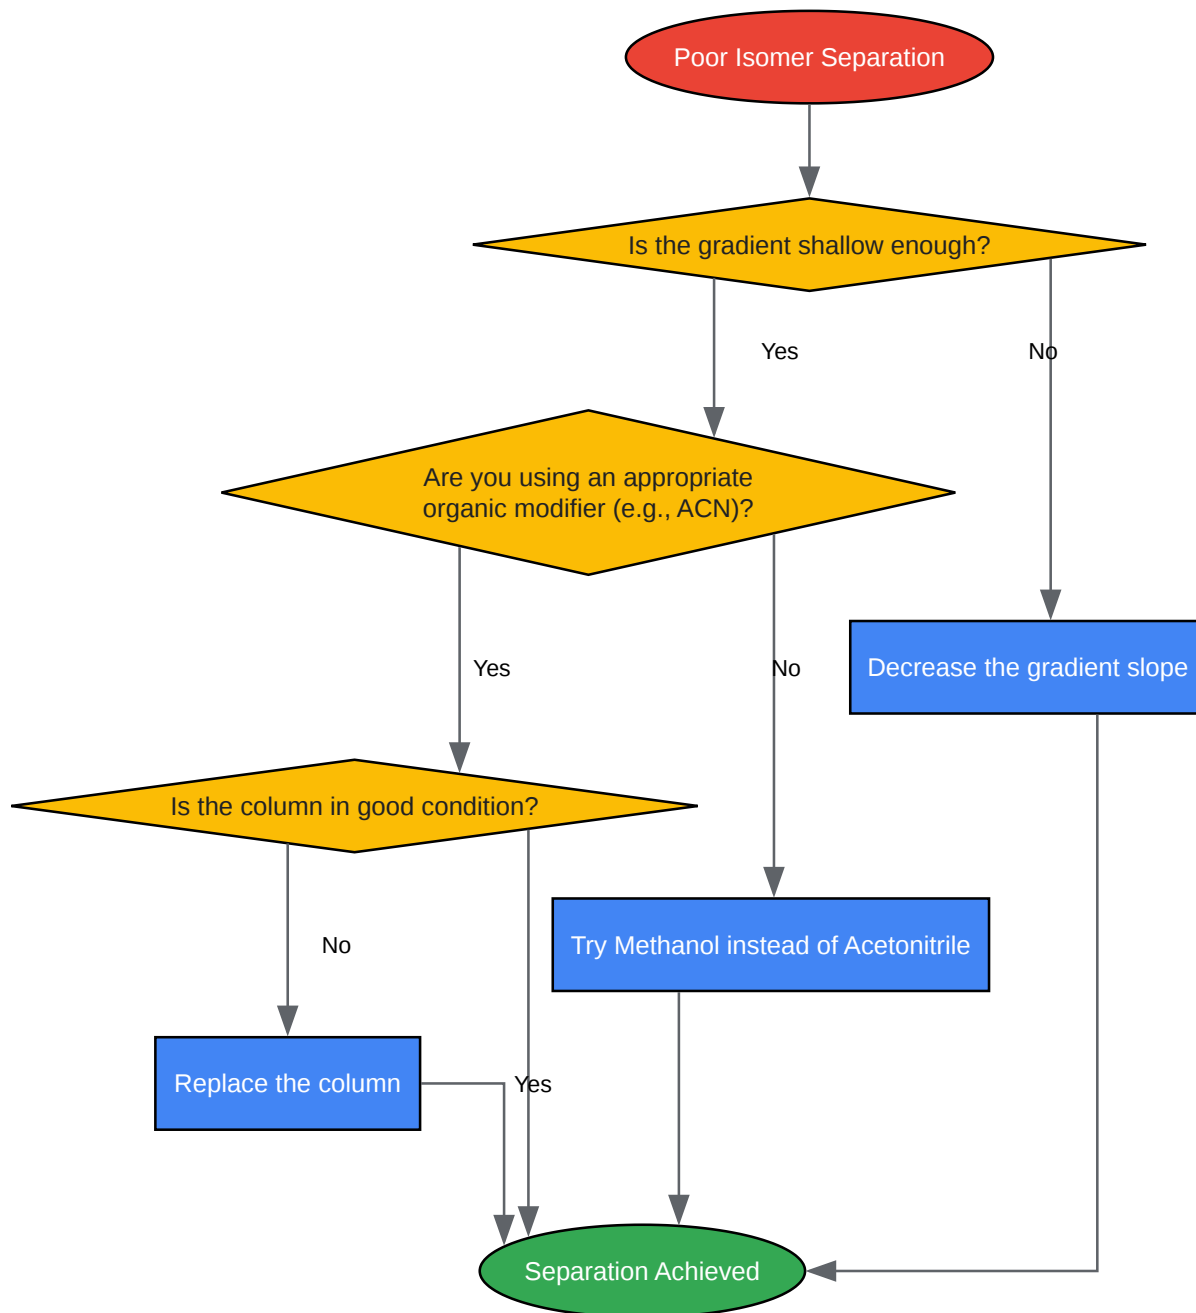 Poor Isomer Separation
Is the gradient shallow enough?
Yes
No
Are you using an appropriate
organic modifier (e.g., ACN)?
Yes
No
Decrease the gradient slope
Is the column in good condition?
No
Try Methanol instead of Acetonitrile
Replace the column
Yes
Separation Achieved